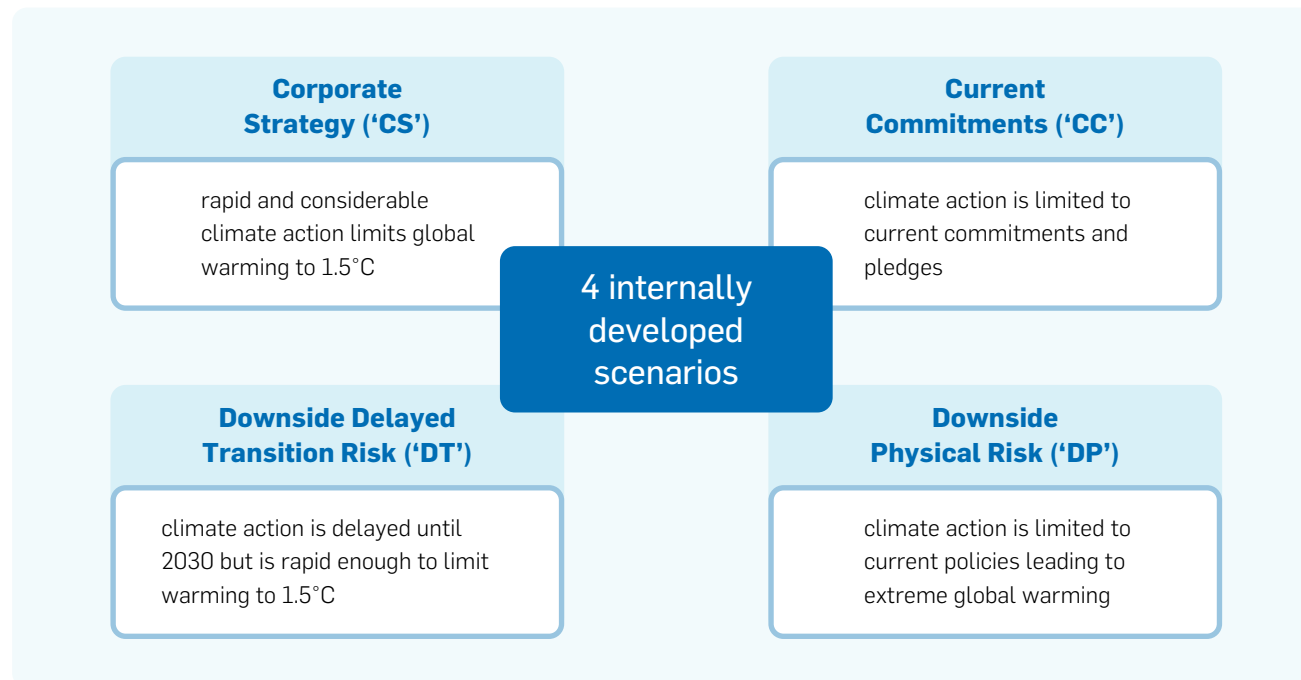 Corporate
Strategy (‘CS’)
rapid and considerable
climate action limits global
warming to 1.5°C
Current
Commitments (‘CC’)
climate action is limited to
current commitments and
pledges
4 internally
developed
scenarios
Downside Delayed
Transition Risk (‘DT’)
climate action is delayed until
2030 but is rapid enough to limit
warming to 1.5°C
Downside
Physical Risk (‘DP’)
climate action is limited to
current policies leading to
extreme global warming